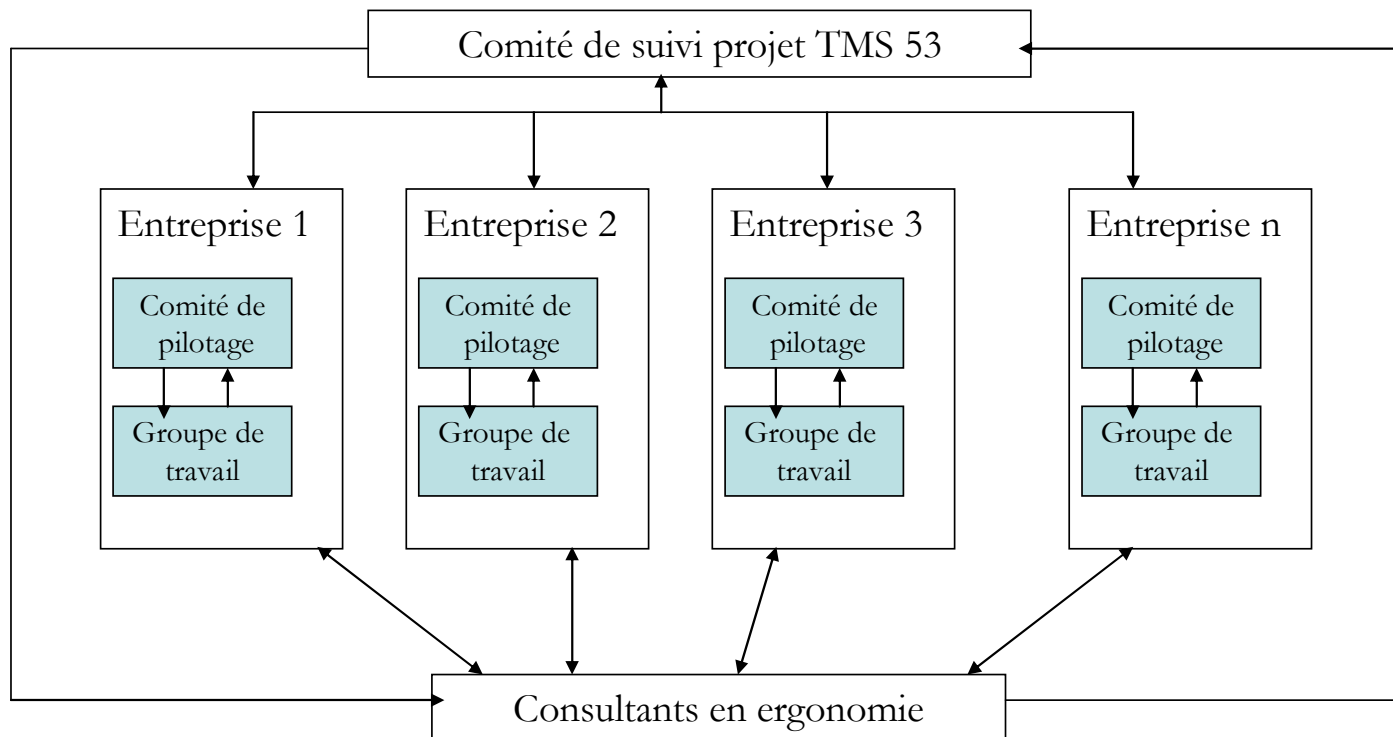 Comité de suivi projet TMS 53
Entreprise 1
Entreprise 2
Entreprise 3
Entreprise n
Comité de
pilotage
Comité de
pilotage
Comité de
pilotage
Comité de
pilotage
Groupe de
travail
Groupe de
travail
Groupe de
travail
Groupe de
travail
Consultants en ergonomie